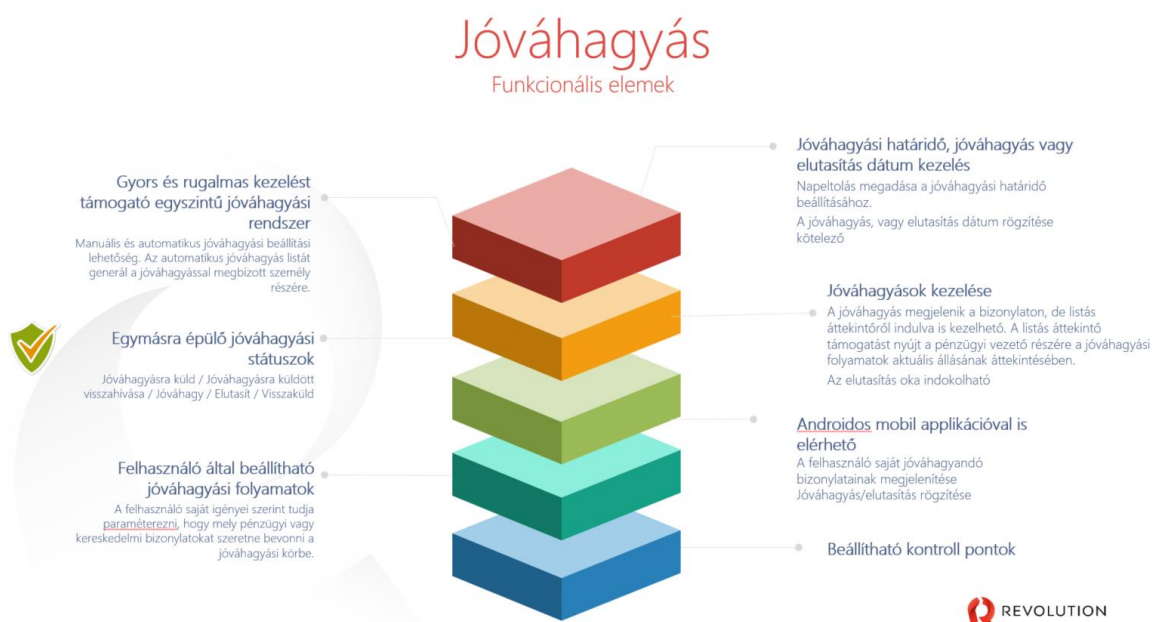 Jóváhagyás
Funkcionális elemek
Gyors és rugalmas kezelést
támogató egyszintű jóváhagyási
rendszer
Manuális és automatikus jóváhagyási beállítási
lehetőség. Az automatikus jóváhagyás listát
generál a jóváhagyással megbízott személy
részére.
Egymásra épülő jóváhagyási
státuszok
Jóváhagyásra küld / Jóváhagyásra küldött
visszahívása / Jóváhagy / Elutasít / Visszaküld
Felhasználó által beállítható
jóváhagyási folyamatok
A felhasználó saját igényei szerint tudja
paraméterezni, hogy mely pénzügyi vagy
kereskedelmi bizonylatokat szeretne bevonni a
jóváhagyási körbe.
Jóváhagyási határidő, jóváhagyás vagy
elutasítás dátum kezelés
Napeltolás megadása a jóváhagyási határidő
beállításához.
A jóváhagyás, vagy elutasítás dátum rögzítése
kötelező
Jóváhagyások kezelése
A jóváhagyás megjelenik a bizonylaton, de listás
áttekintőről indulva is kezelhető. A listás áttekintő
támogatást nyújt a pénzügyi vezető részére a jóváhagyási
folyamatok aktuális állásának áttekintésében.
Az elutasítás oka indokolható
Androidos mobil applikációval is
elérhető
A felhasználó saját jóváhagyandó
bizonylatainak megjelenítése
Jóváhagyás/elutasítás rögzítése
Beállítható kontroll pontok
REVOLUTION